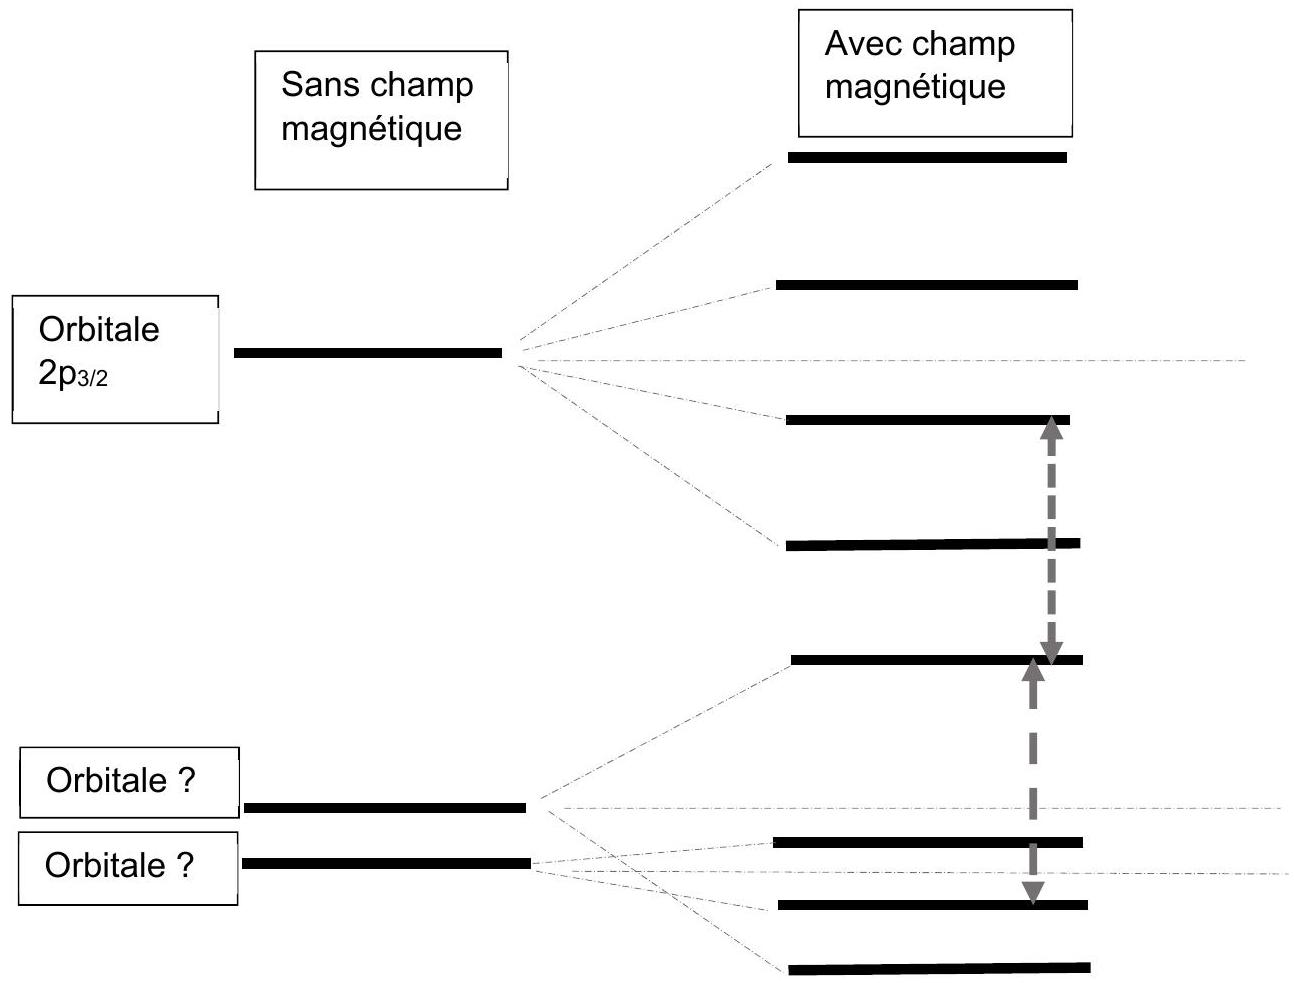 Avec champ
magnétique
Sans champ
magnétique
Orbitale
2p3/2
Orbitale ?
Orbitale ?